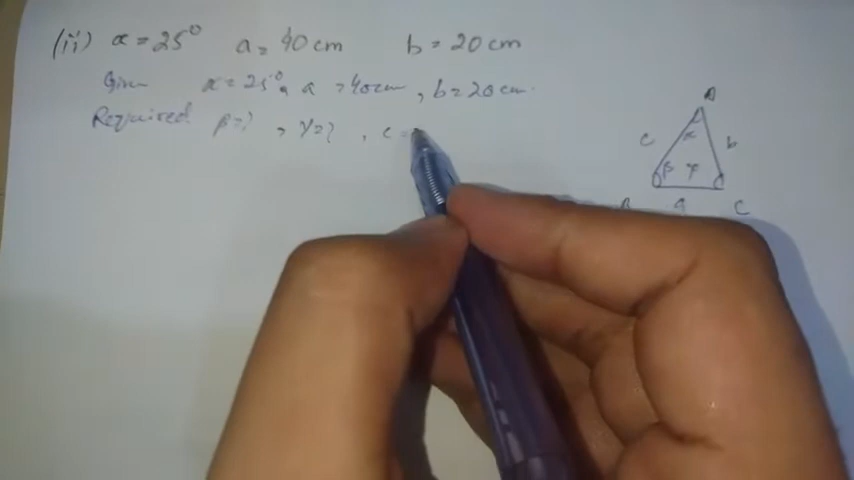 (ii) α = 25° a = 40 cm b = 20 cm
Given α = 25°, a = 40 cm, b = 20 cm.
Required β = ? , γ = ? , c =
A
c α b
β γ
B a C